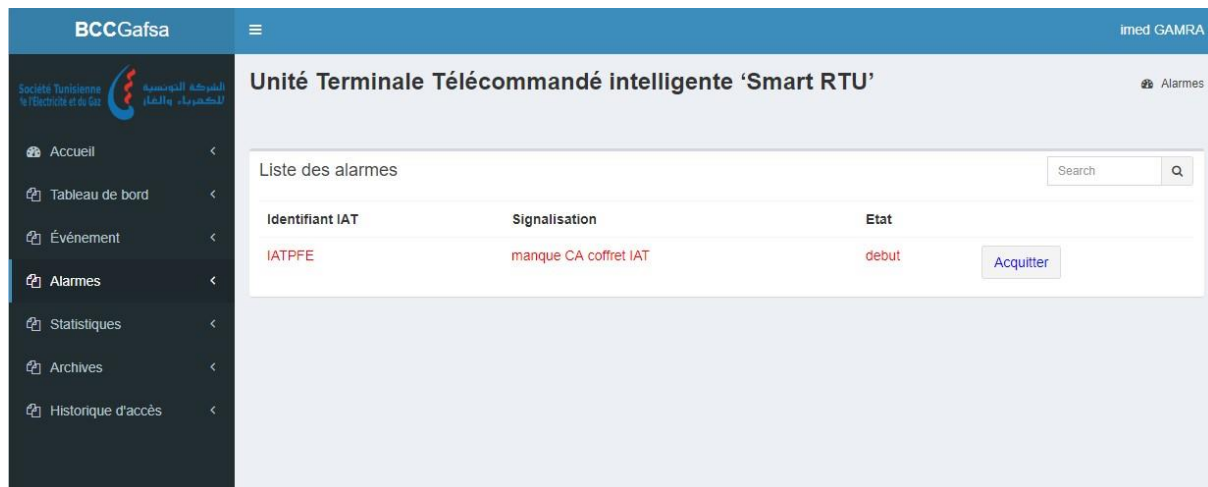 BCCGafsa
imed GAMRA
Société Tunisienne
de l'Electricité et du Gaz
الشركة التونسية
للكهرباء والغاز
Unité Terminale Télécommandé intelligente ‘Smart RTU’
Alarmes
Accueil
Tableau de bord
Événement
Alarmes
Statistiques
Archives
Historique d'accès
Liste des alarmes
Search
Identifiant IAT Signalisation Etat
IATPFE manque CA coffret IAT debut Acquitter